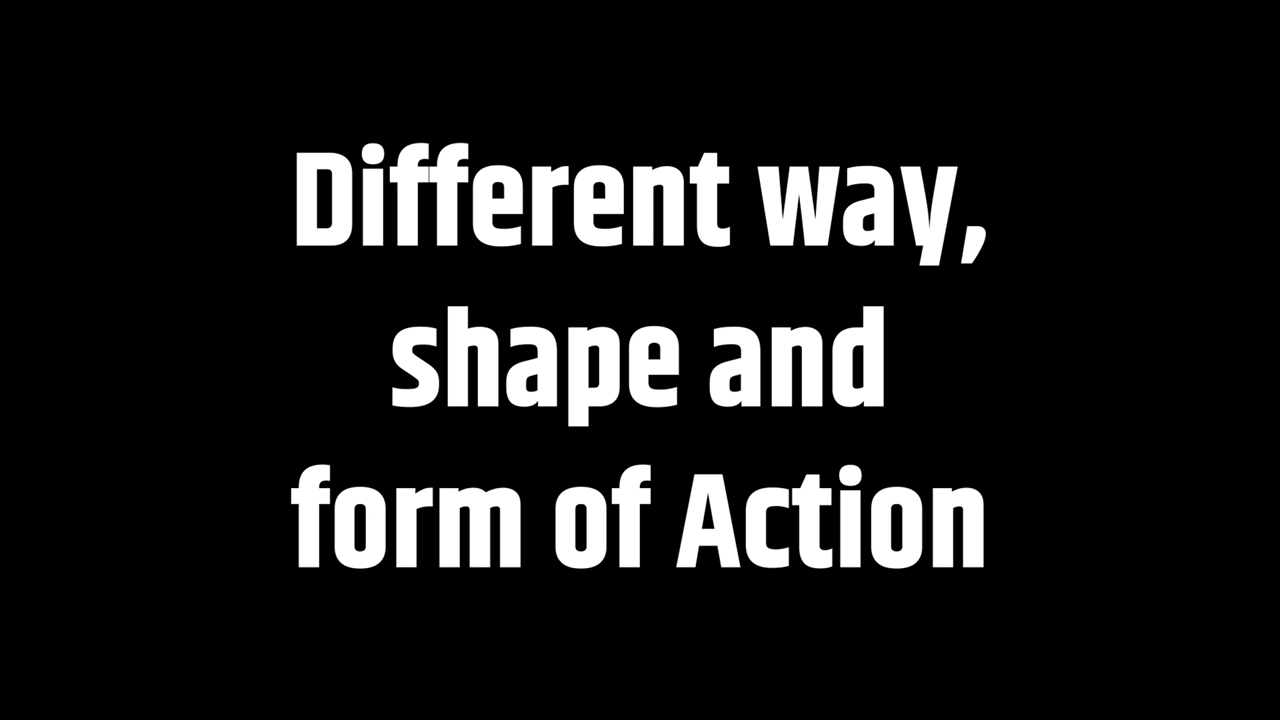 Different way,
shape and
form of Action